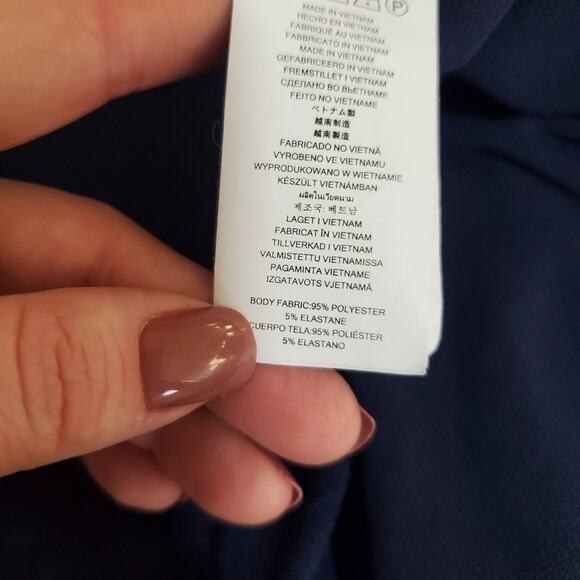 P
MADE IN VIETNAM
HECHO EN VIETNAM
FABRIQUÉ AU VIETNAM
FABBRICATO IN VIETNAM
MADE IN VIETNAM
GEFABRICEERD IN VIETNAM
FREMSTILLET I VIETNAM
СДЕЛАНО ВО ВЬЕТНАМЕ
FEITO NO VIETNAME
ベトナム製
越南制造
越南製造
FABRICADO NO VIETNÃ
VYROBENO VE VIETNAMU
WYPRODUKOWANO W WIETNAMIE
KÉSZÜLT VIETNÁMBAN
ผลิตในเวียดนาม
제조국: 베트남
LAGET I VIETNAM
FABRICAT ÎN VIETNAM
TILLVERKAD I VIETNAM
VALMISTETTU VIETNAMISSA
PAGAMINTA VIETNAME
IZGATAVOTS VJETNAMĀ
BODY FABRIC:95% POLYESTER
5% ELASTANE
CUERPO TELA:95% POLIÉSTER
5% ELASTANO